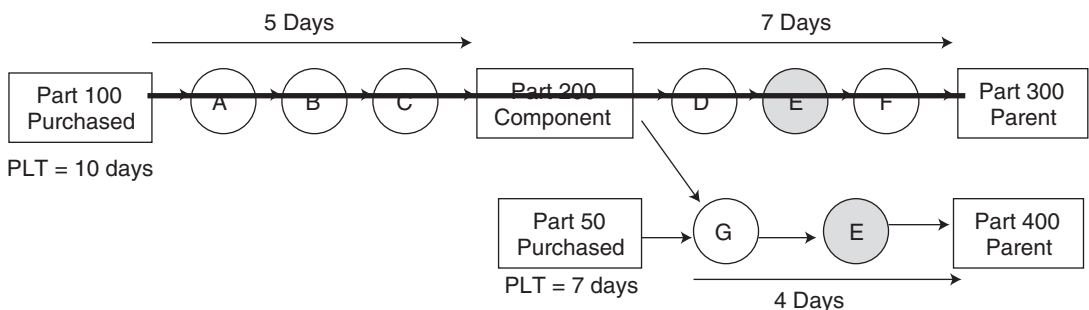 5 Days
7 Days
Part 100
Purchased
A
B
C
Part 200
Component
D
E
F
Part 300
Parent
PLT = 10 days
Part 50
Purchased
G
E
Part 400
Parent
PLT = 7 days
4 Days